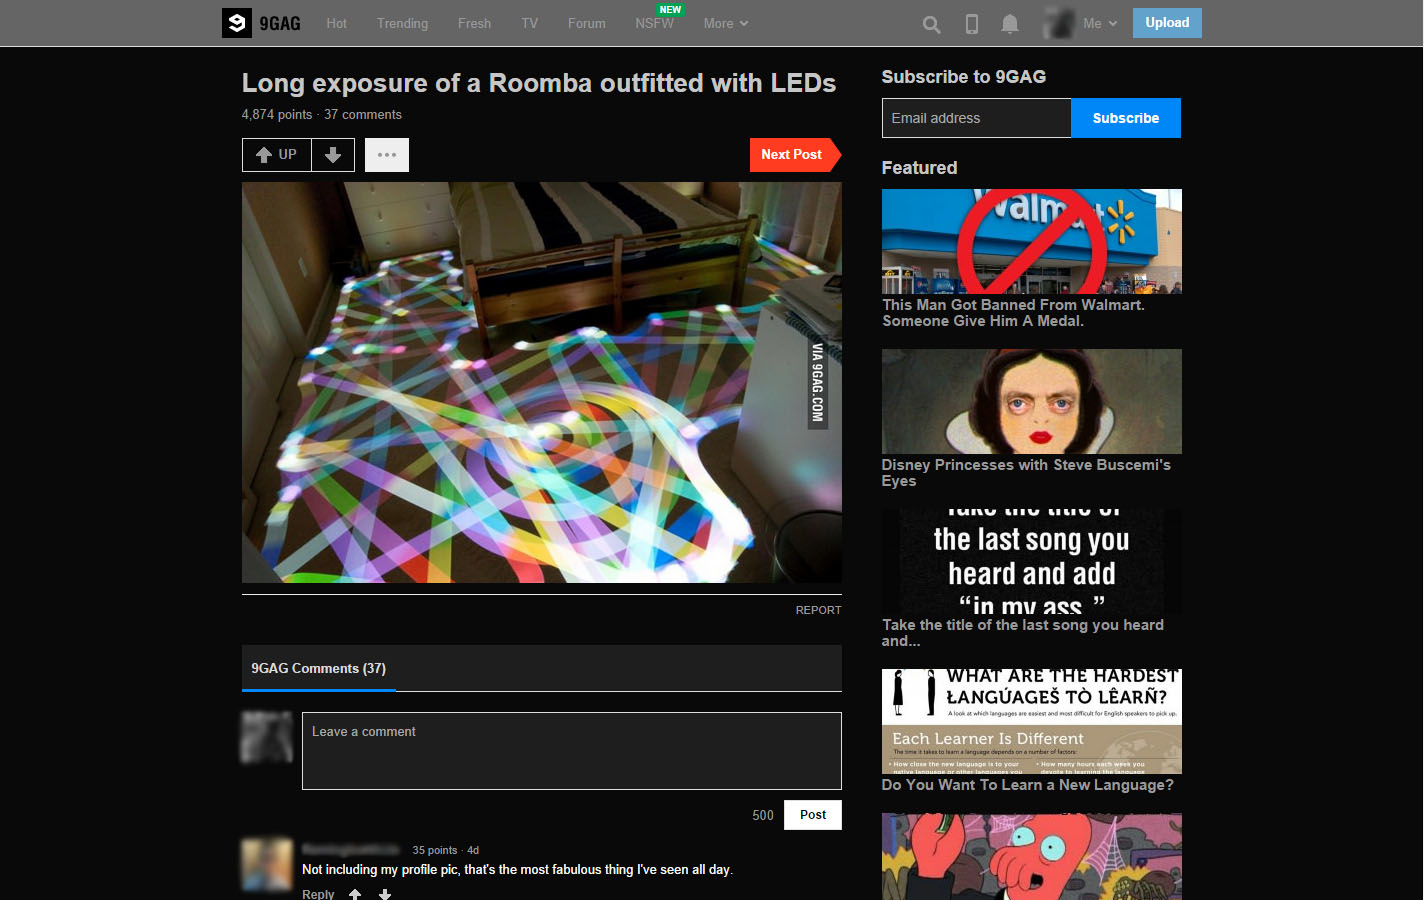 9GAG
Hot
Trending
Fresh
TV
Forum
NSFW
NEW
More
Me
Upload
Long exposure of a Roomba outfitted with LEDs
4,874 points · 37 comments
UP
Next Post
VIA 9GAG.COM
REPORT
9GAG Comments (37)
Leave a comment
500
Post
35 points · 4d
Not including my profile pic, that's the most fabulous thing I've seen all day.
Reply
Subscribe to 9GAG
Email address
Subscribe
Featured
Walmart
This Man Got Banned From Walmart.
Someone Give Him A Medal.
Disney Princesses with Steve Buscemi's
Eyes
Take the title of
the last song you
heard and add
“in my ass ”
Take the title of the last song you heard
and...
WHAT ARE THE HARDEST
ŁANGÚAGEŠ TÒ LÊARÑ?
A look at which languages are easiest and most difficult for English speakers to pick up.
Each Learner Is Different
The time it takes to learn a language depends on a number of factors:
• How close the new language is to your
native language or other languages you
• How many hours each week you
devote to learning the language
Do You Want To Learn a New Language?